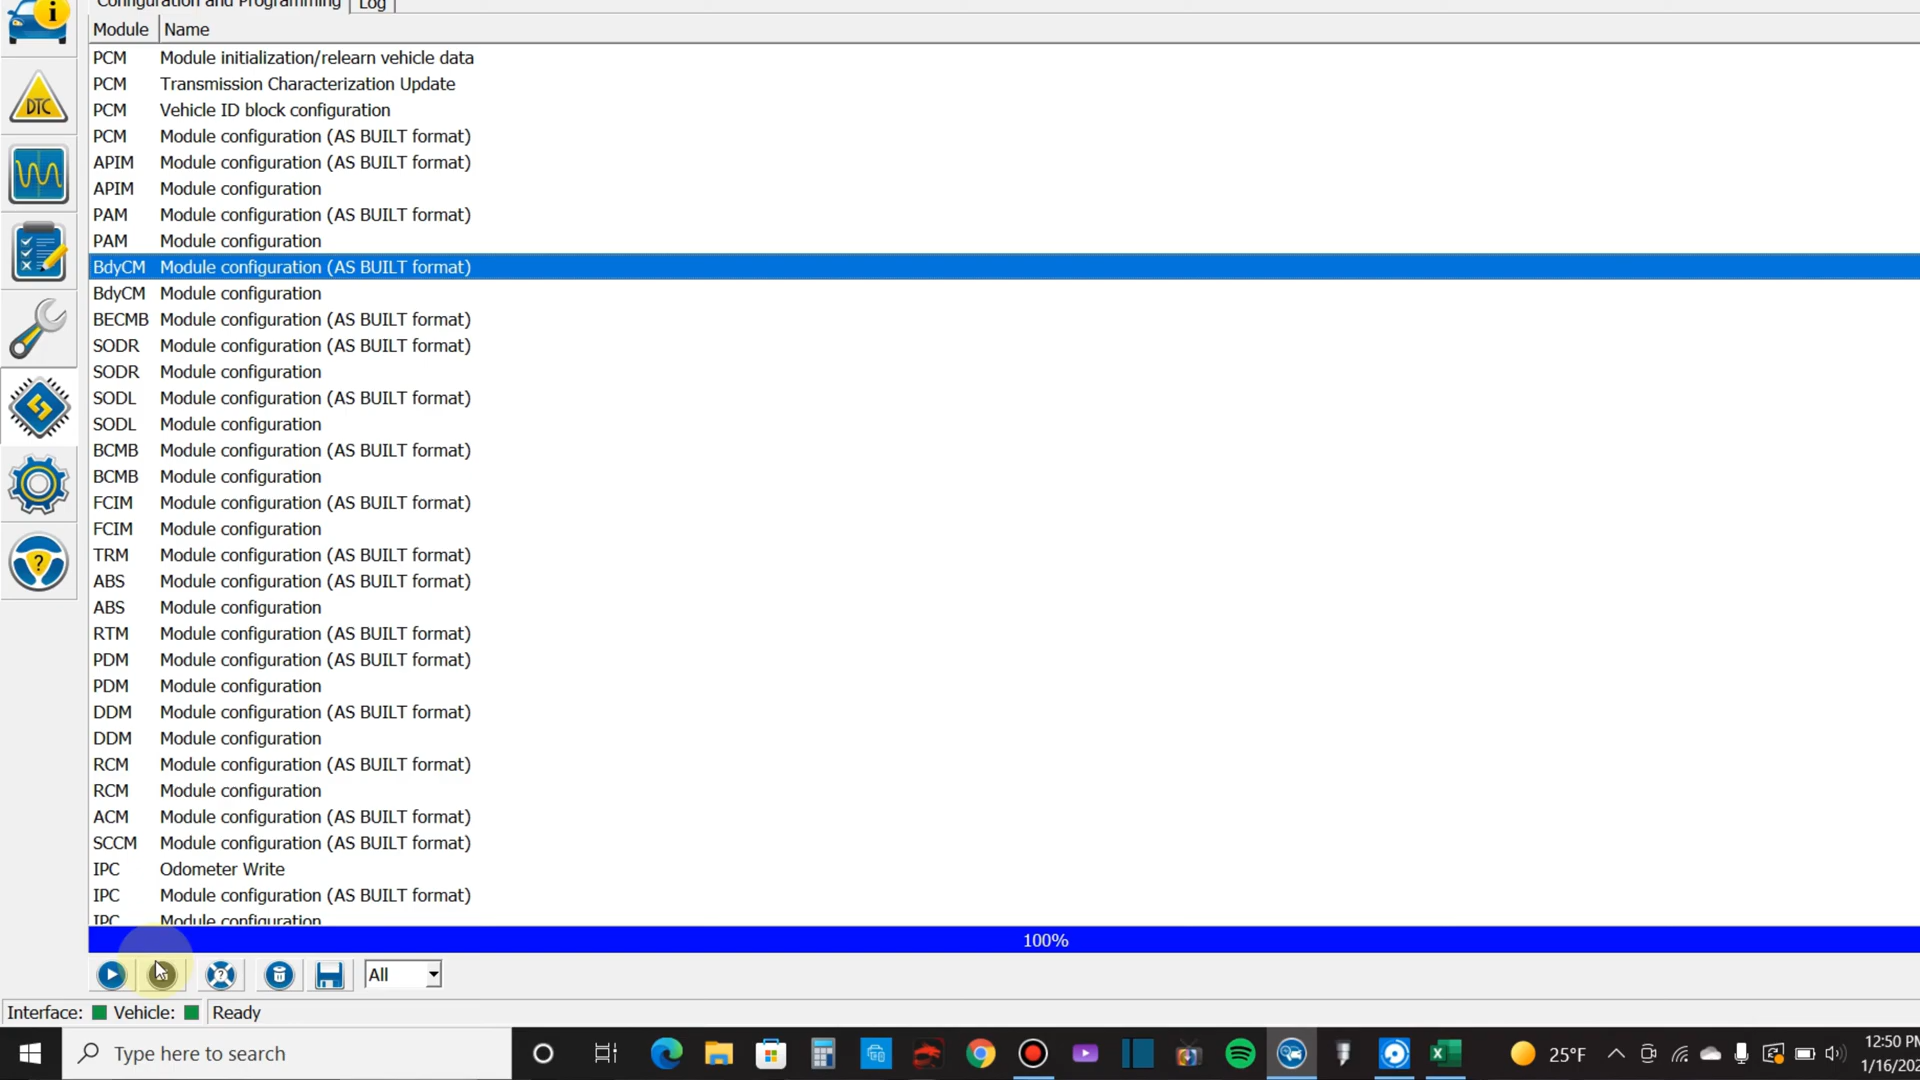 Configuration and Programming Log
Module Name
PCM Module initialization/relearn vehicle data
PCM Transmission Characterization Update
PCM Vehicle ID block configuration
PCM Module configuration (AS BUILT format)
APIM Module configuration (AS BUILT format)
APIM Module configuration
PAM Module configuration (AS BUILT format)
PAM Module configuration
BdyCM Module configuration (AS BUILT format)
BdyCM Module configuration
BECMB Module configuration (AS BUILT format)
SODR Module configuration (AS BUILT format)
SODR Module configuration
SODL Module configuration (AS BUILT format)
SODL Module configuration
BCMB Module configuration (AS BUILT format)
BCMB Module configuration
FCIM Module configuration (AS BUILT format)
FCIM Module configuration
TRM Module configuration (AS BUILT format)
ABS Module configuration (AS BUILT format)
ABS Module configuration
RTM Module configuration (AS BUILT format)
PDM Module configuration (AS BUILT format)
PDM Module configuration
DDM Module configuration (AS BUILT format)
DDM Module configuration
RCM Module configuration (AS BUILT format)
RCM Module configuration
ACM Module configuration (AS BUILT format)
SCCM Module configuration (AS BUILT format)
IPC Odometer Write
IPC Module configuration (AS BUILT format)
IPC Module configuration
100%
All
Interface: Vehicle: Ready
Type here to search
25°F
12:50 PM
1/16/202
DTC